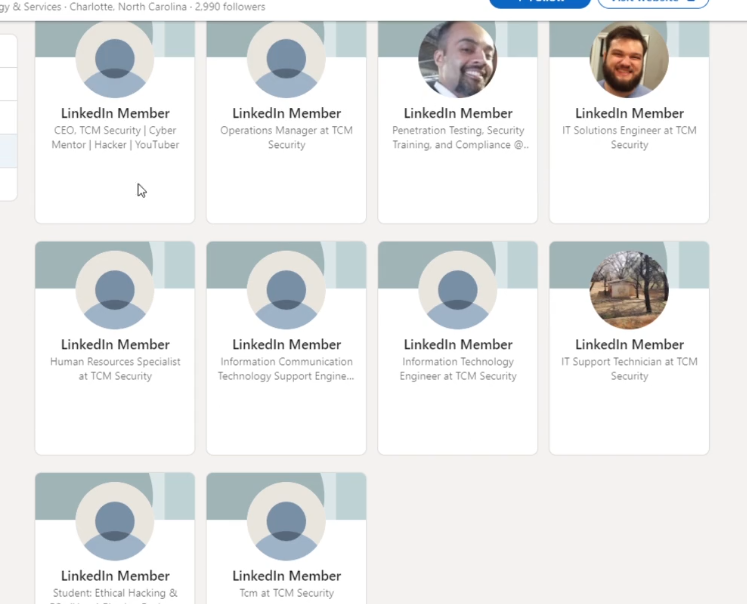 gy & Services · Charlotte, North Carolina · 2,990 followers
LinkedIn Member
CEO, TCM Security | Cyber
Mentor | Hacker | YouTuber
LinkedIn Member
Operations Manager at TCM
Security
LinkedIn Member
Penetration Testing, Security
Training, and Compliance @..
LinkedIn Member
IT Solutions Engineer at TCM
Security
LinkedIn Member
Human Resources Specialist
at TCM Security
LinkedIn Member
Information Communication
Technology Support Engine...
LinkedIn Member
Information Technology
Engineer at TCM Security
LinkedIn Member
IT Support Technician at TCM
Security
LinkedIn Member
Student: Ethical Hacking &
LinkedIn Member
Tcm at TCM Security